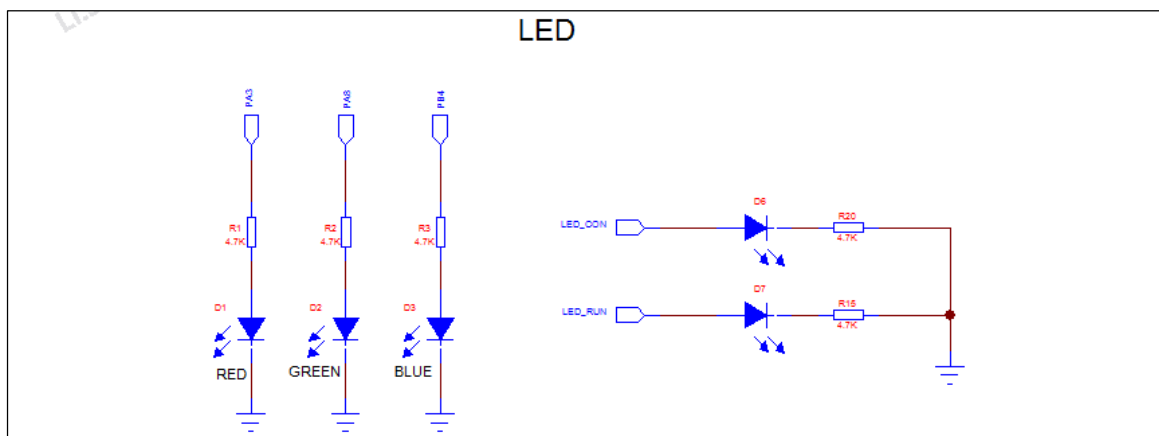 LED
PA3 PA8 PB4
R1 R2 R3
4.7K 4.7K 4.7K
D1 D2 D3
RED GREEN BLUE
LED_CON D6 R20
4.7K
LED_RUN D7 R15
4.7K